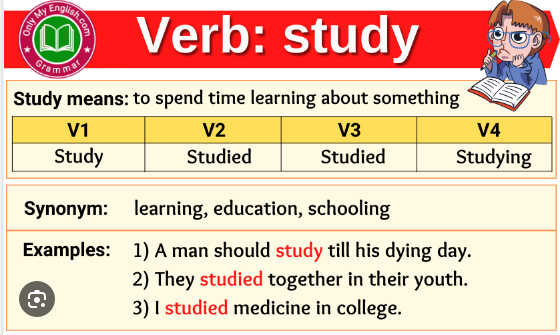 Only My English.com
Grammar
Verb: study
Study means: to spend time learning about something
V1 V2 V3 V4
Study Studied Studied Studying
Synonym: learning, education, schooling
Examples: 1) A man should study till his dying day.
2) They studied together in their youth.
3) I studied medicine in college.